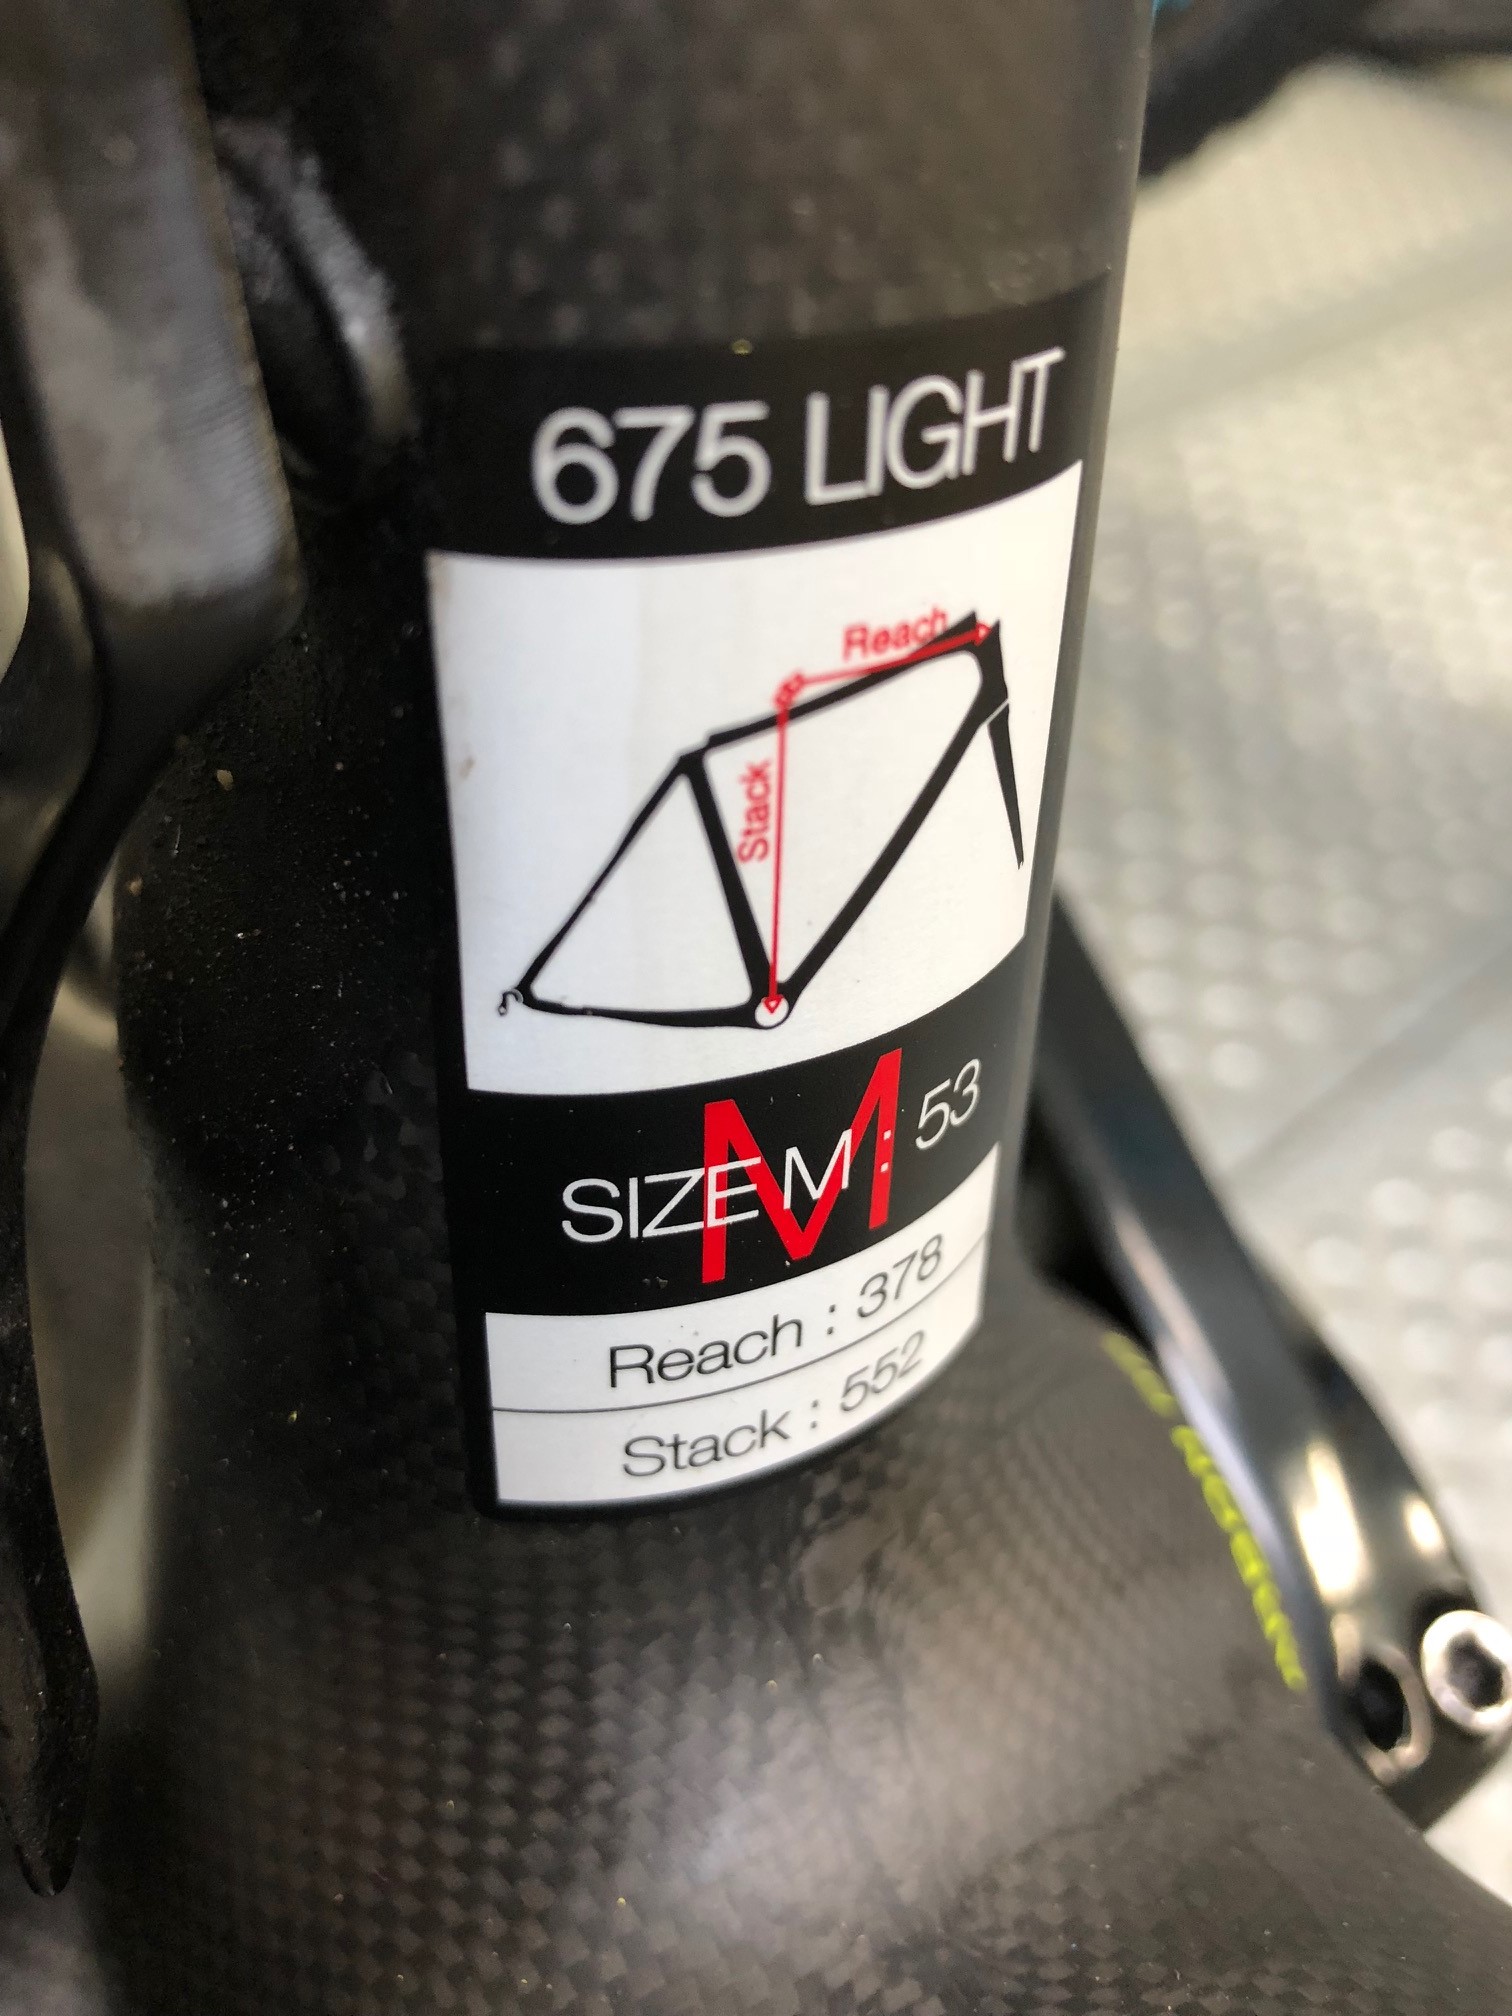 675 LIGHT
Reach
Stack
M
SIZE M : 53
Reach : 378
Stack : 552